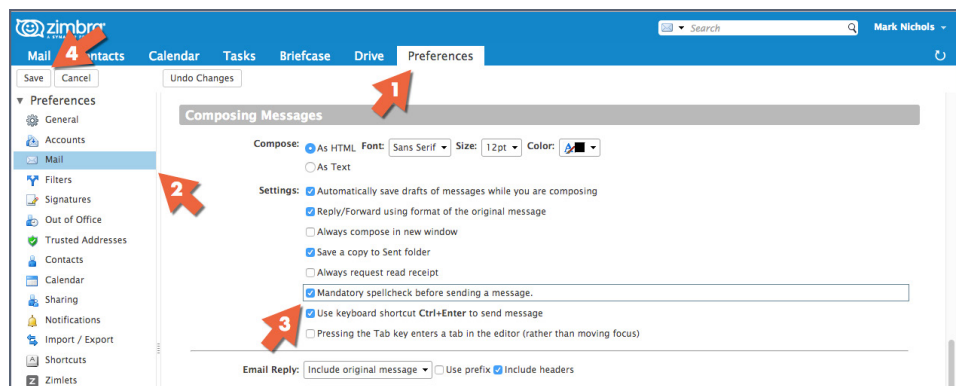 zimbra
Search
Mark Nichols
Mail
Calendar
Tasks
Briefcase
Drive
Preferences
4
1
Save
Cancel
Undo Changes
Preferences
General
Accounts
Mail
Filters
Signatures
Out of Office
Trusted Addresses
Contacts
Calendar
Sharing
Notifications
Import / Export
Shortcuts
Zimlets
2
Composing Messages
Compose: As HTML Font: Sans Serif Size: 12pt Color:
As Text
Settings: Automatically save drafts of messages while you are composing
Reply/Forward using format of the original message
Always compose in new window
Save a copy to Sent folder
Always request read receipt
Mandatory spellcheck before sending a message.
Use keyboard shortcut Ctrl+Enter to send message
3
Pressing the Tab key enters a tab in the editor (rather than moving focus)
Email Reply: Include original message Use prefix Include headers